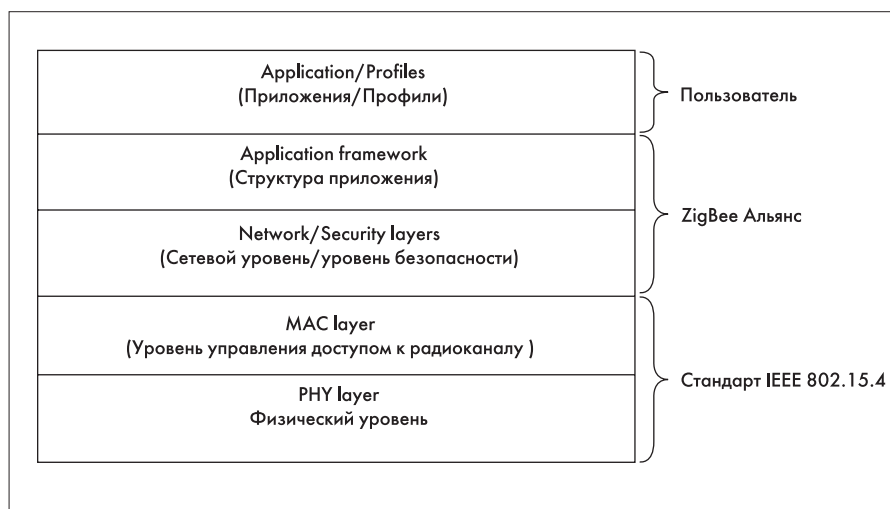 Application/Profiles
(Приложения/Профили)
Пользователь
Application framework
(Структура приложения)
ZigBee Альянс
Network/Security layers
(Сетевой уровень/уровень безопасности)
MAC layer
(Уровень управления доступом к радиоканалу )
Стандарт IEEE 802.15.4
PHY layer
Физический уровень